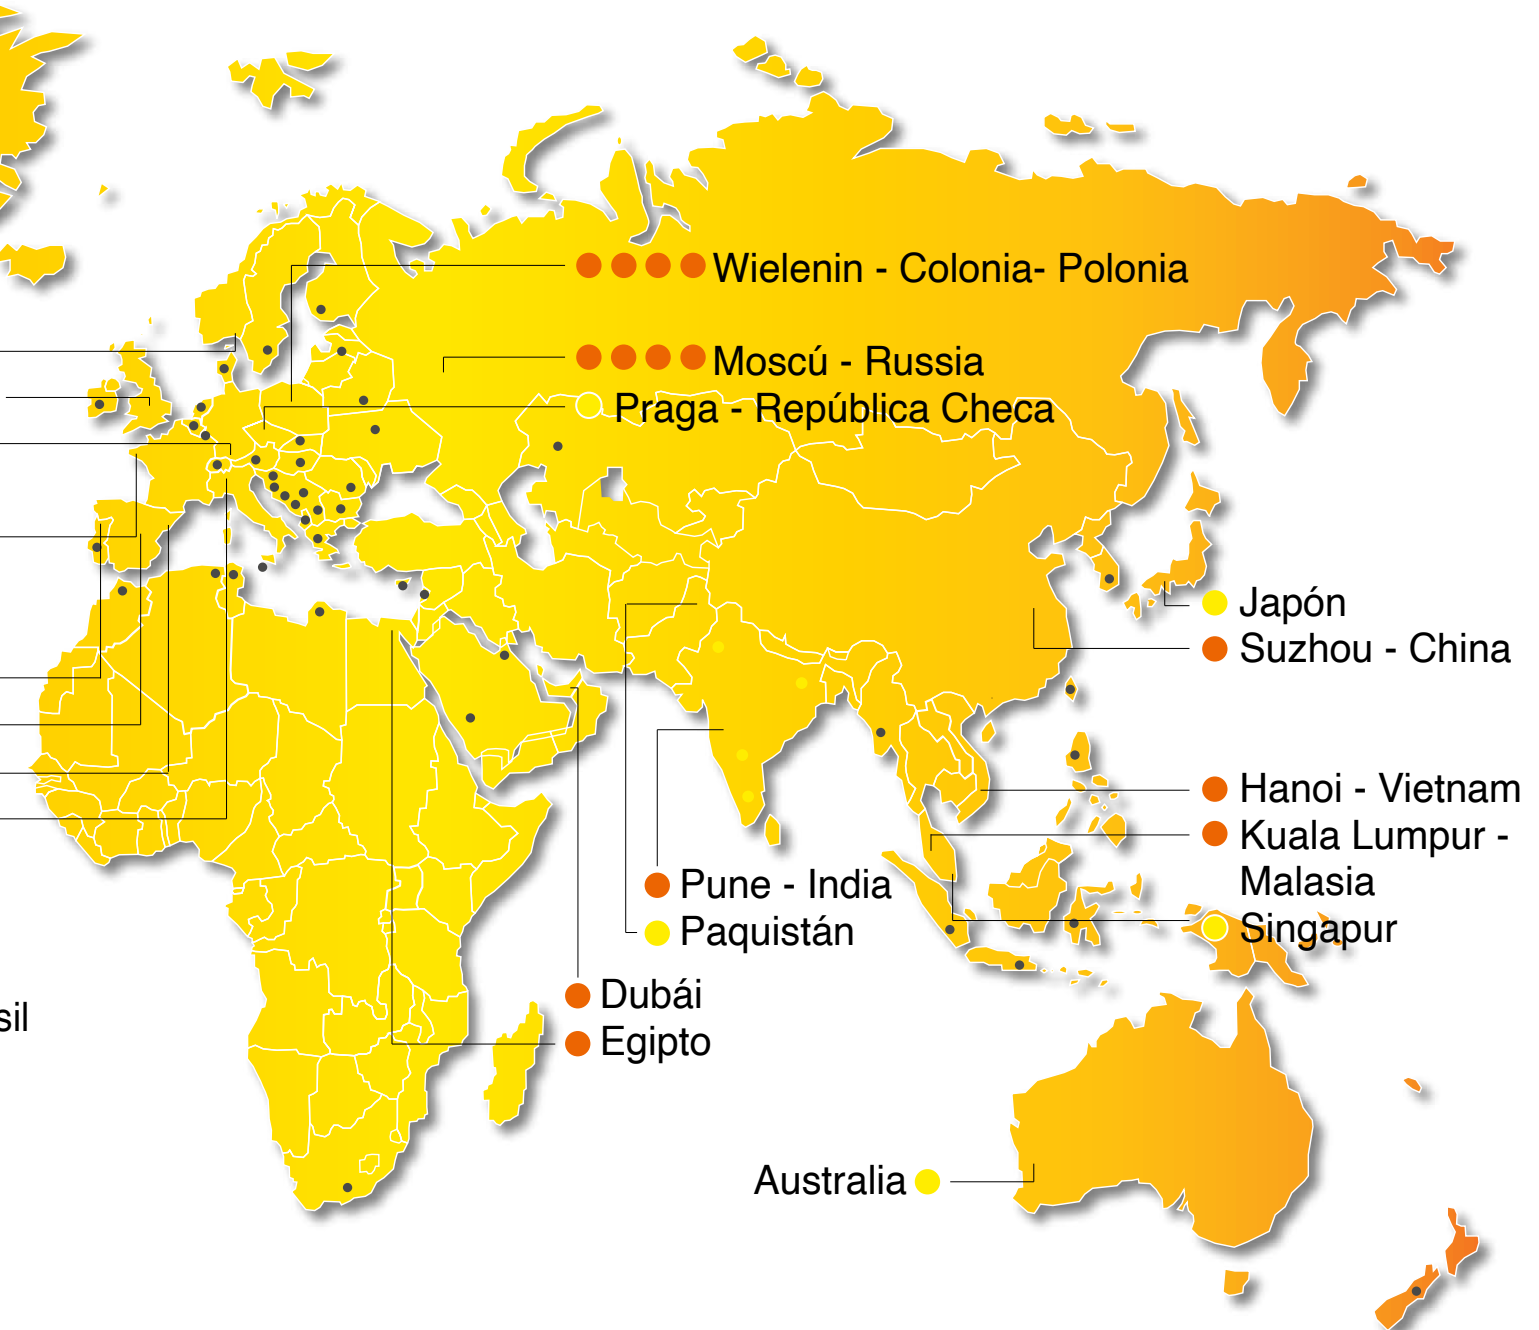 Wielenin - Colonia- Polonia
Moscú - Russia
Praga - República Checa
Japón
Suzhou - China
Hanoi - Vietnam
Kuala Lumpur -
Malasia
Singapur
Pune - India
Paquistán
Dubái
Egipto
sil
Australia